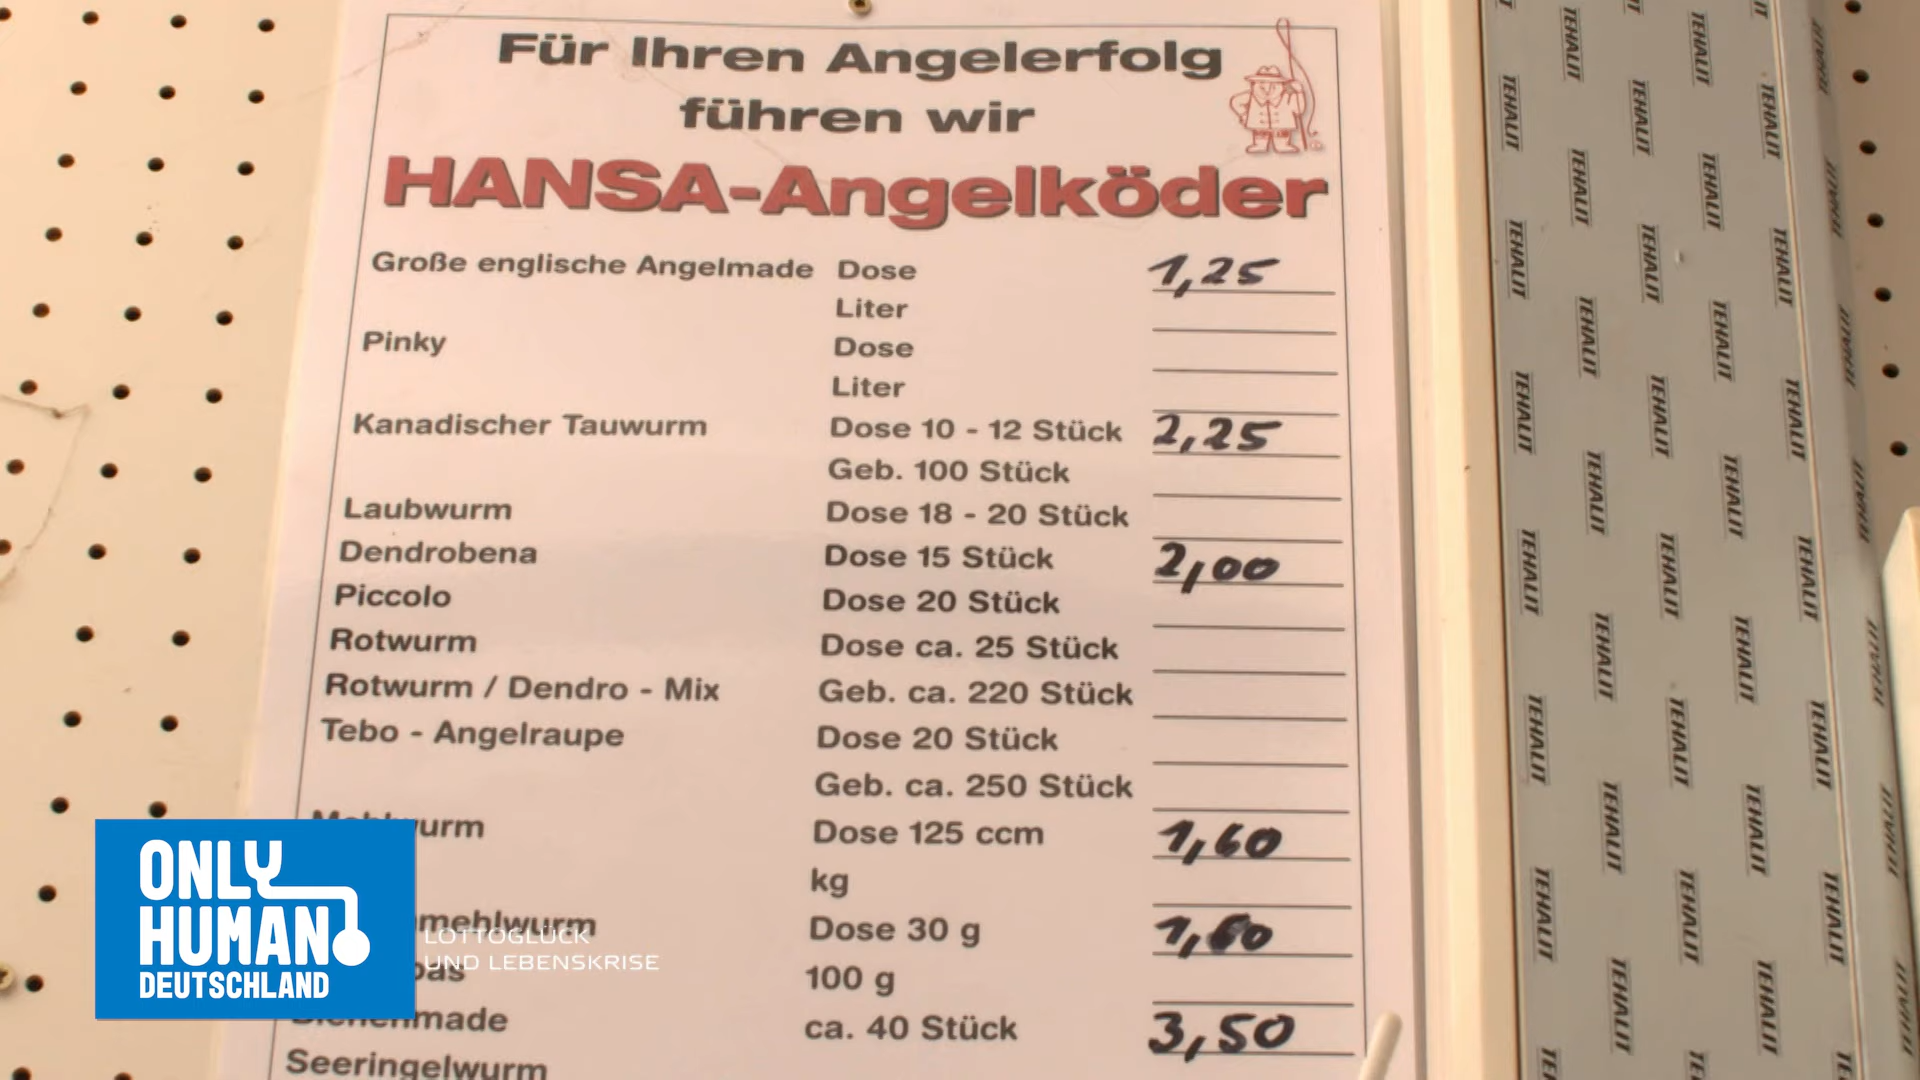 Für Ihren Angelerfolg
führen wir
HANSA-Angelköder
Große englische Angelmade Dose 1,25
Liter
Pinky Dose
Liter
Kanadischer Tauwurm Dose 10 - 12 Stück 2,25
Geb. 100 Stück
Laubwurm Dose 18 - 20 Stück
Dendrobena Dose 15 Stück 2,00
Piccolo Dose 20 Stück
Rotwurm Dose ca. 25 Stück
Rotwurm / Dendro - Mix Geb. ca. 220 Stück
Tebo - Angelraupe Dose 20 Stück
Geb. ca. 250 Stück
Mehlwurm Dose 125 ccm 1,60
kg
mehlwurm Dose 30 g 1,60
100 g
Bienenmade ca. 40 Stück 3,50
Seeringelwurm
ONLY
HUMAN
DEUTSCHLAND
LOTTOGLÜCK
UND LEBENSKRISE
TEHALIT